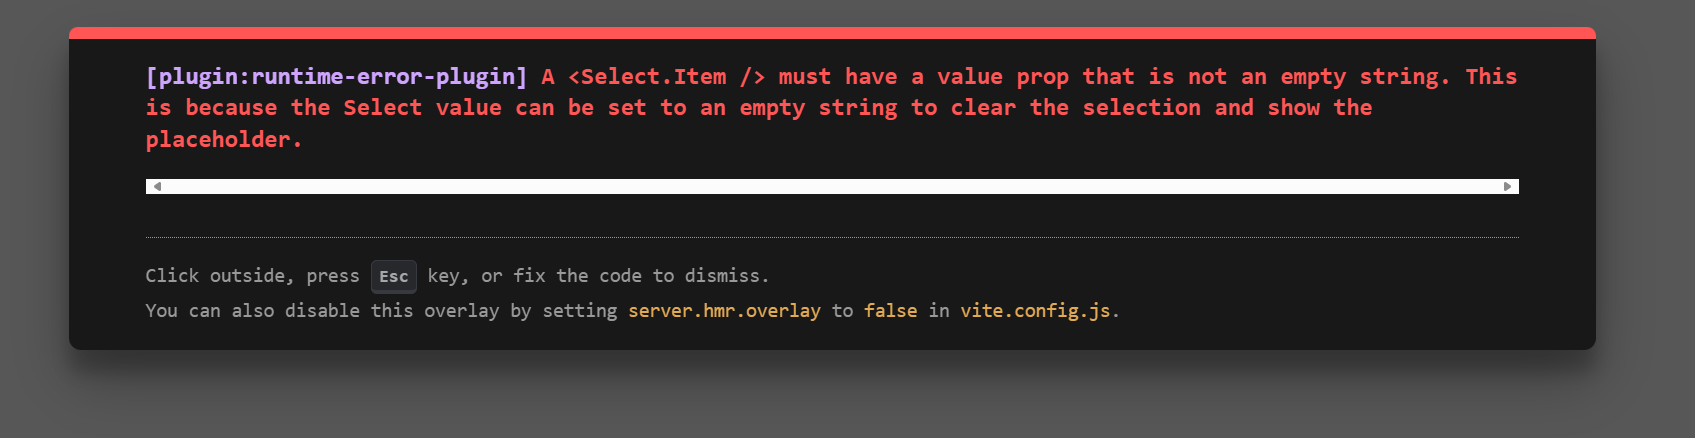 [plugin:runtime-error-plugin] A <Select.Item /> must have a value prop that is not an empty string. This
is because the Select value can be set to an empty string to clear the selection and show the
placeholder.
Click outside, press Esc key, or fix the code to dismiss.
You can also disable this overlay by setting server.hmr.overlay to false in vite.config.js.